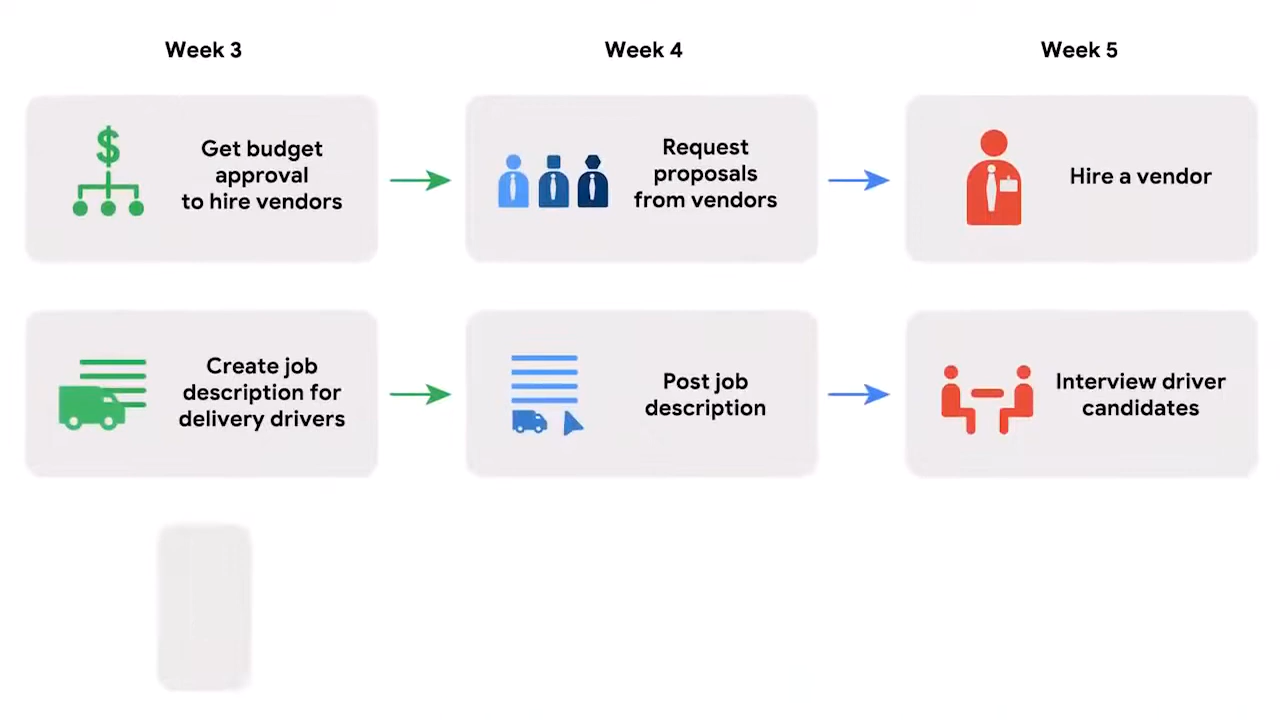 Week 3
Week 4
Week 5
Get budget
approval
to hire vendors
Request
proposals
from vendors
Hire a vendor
Create job
description for
delivery drivers
Post job
description
Interview driver
candidates